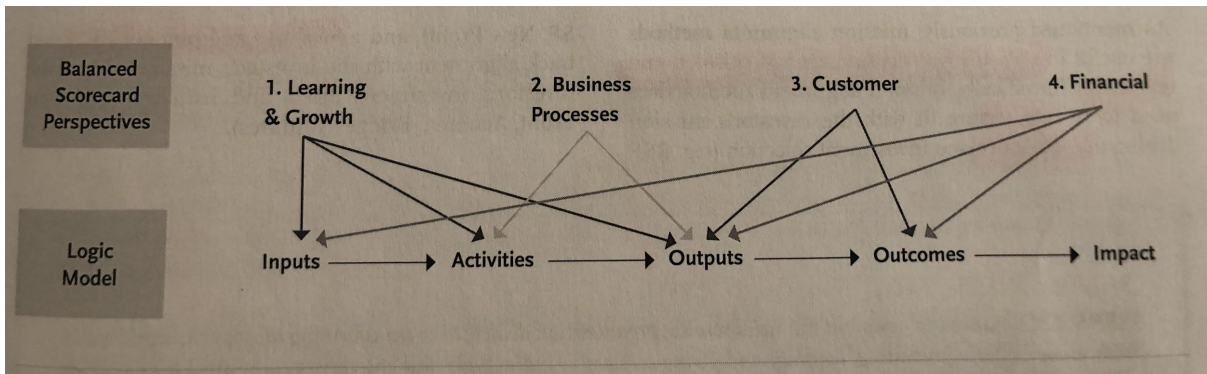 Balanced
Scorecard
Perspectives
1. Learning
& Growth
2. Business
Processes
3. Customer
4. Financial
Logic
Model
Inputs
Activities
Outputs
Outcomes
Impact